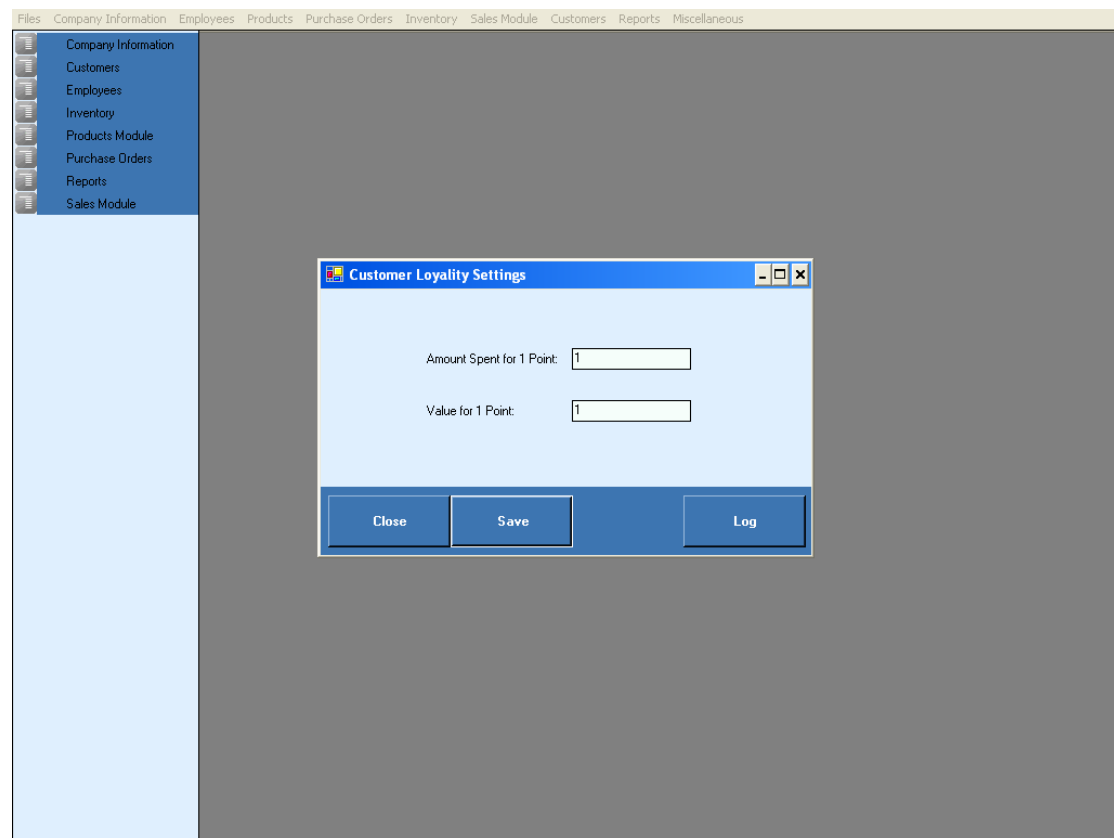 Files Company Information Employees Products Purchase Orders Inventory Sales Module Customers Reports Miscellaneous
Company Information
Customers
Employees
Inventory
Products Module
Purchase Orders
Reports
Sales Module
Customer Loyality Settings
Amount Spent for 1 Point: 1
Value for 1 Point: 1
Close Save Log